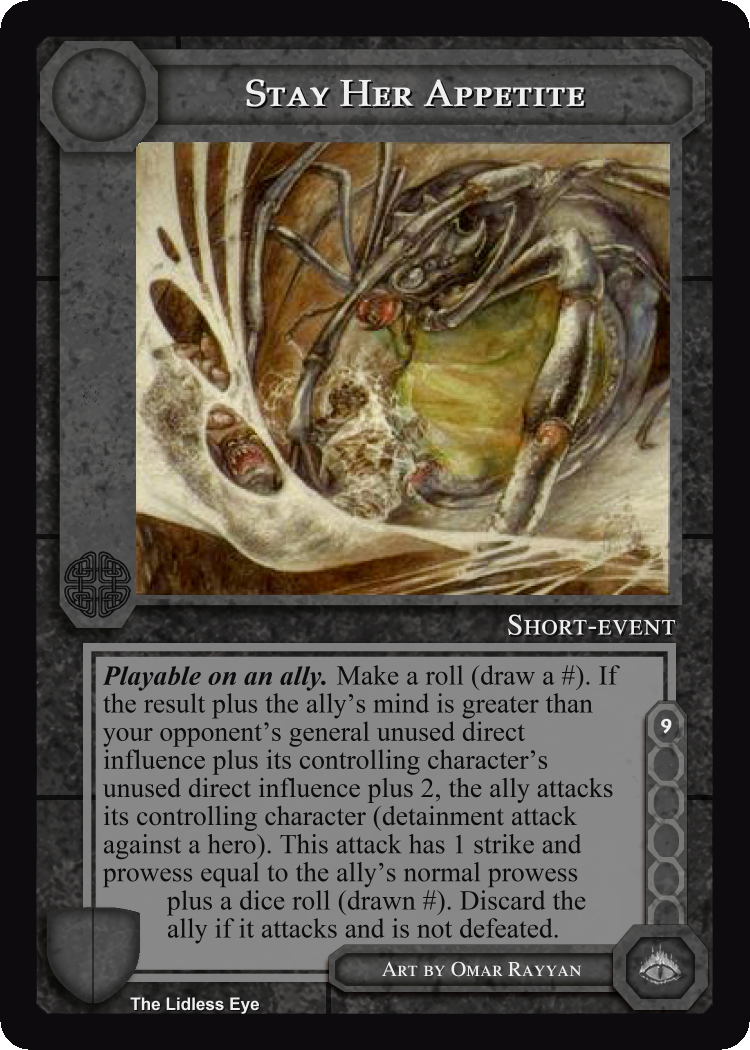 Stay Her Appetite
Short-event
Playable on an ally. Make a roll (draw a #). If
the result plus the ally's mind is greater than
your opponent's general unused direct
influence plus its controlling character's
unused direct influence plus 2, the ally attacks
its controlling character (detainment attack
against a hero). This attack has 1 strike and
prowess equal to the ally's normal prowess
plus a dice roll (drawn #). Discard the
ally if it attacks and is not defeated.
9
Art by Omar Rayyan
The Lidless Eye